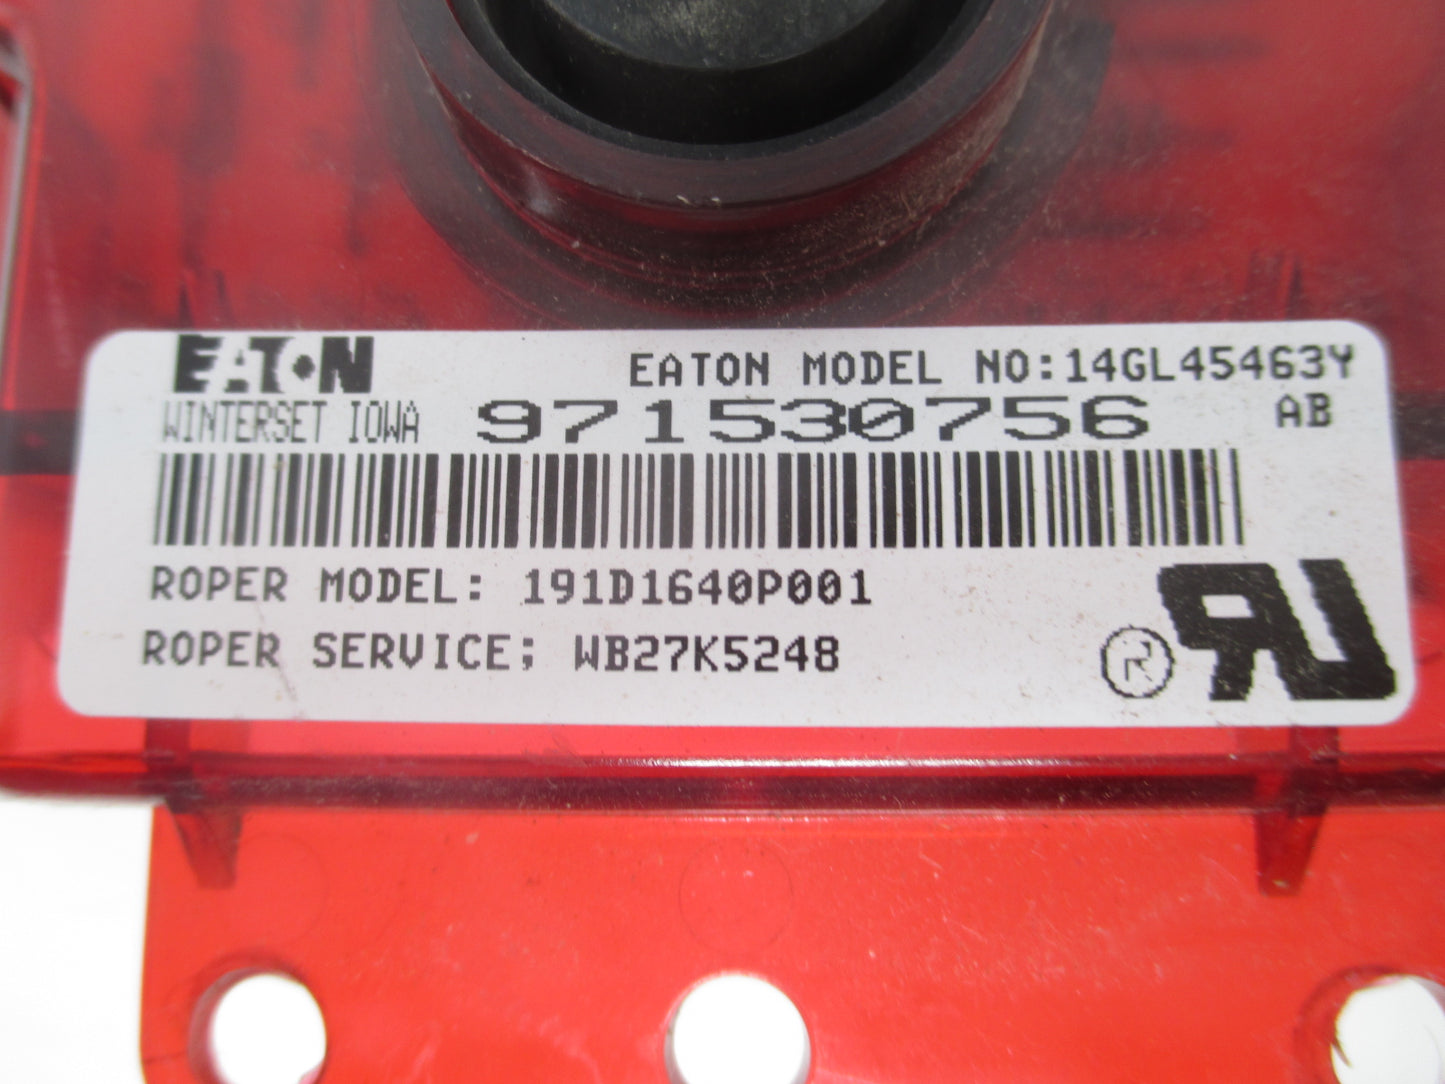 EATON EATON MODEL NO:14GL45463Y
WINTERSET IOWA 971530756 AB
ROPER MODEL: 191D1640P001
ROPER SERVICE; WB27K5248
R